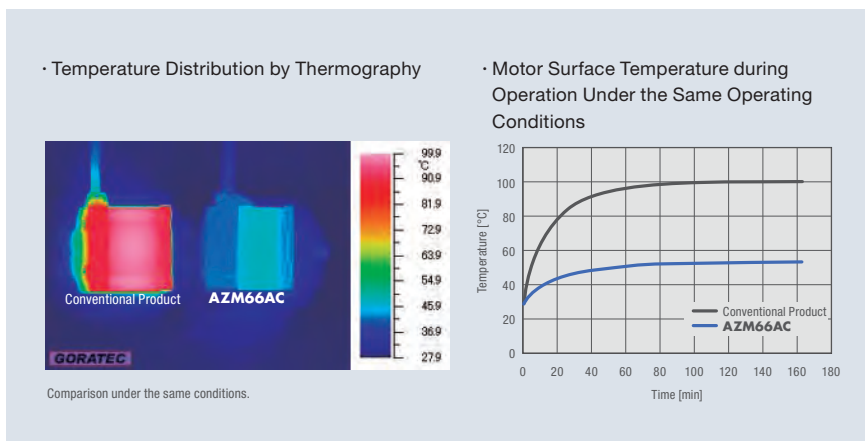 · Temperature Distribution by Thermography
99.9
°C
90.9
81.9
72.9
63.9
54.9
45.9
36.9
27.9
Conventional Product
AZM66AC
GORATEC
Comparison under the same conditions.
· Motor Surface Temperature during
Operation Under the Same Operating
Conditions
Temperature [°C]
120
100
80
60
40
20
0
Conventional Product
AZM66AC
0 20 40 60 80 100 120 140 160 180
Time [min]